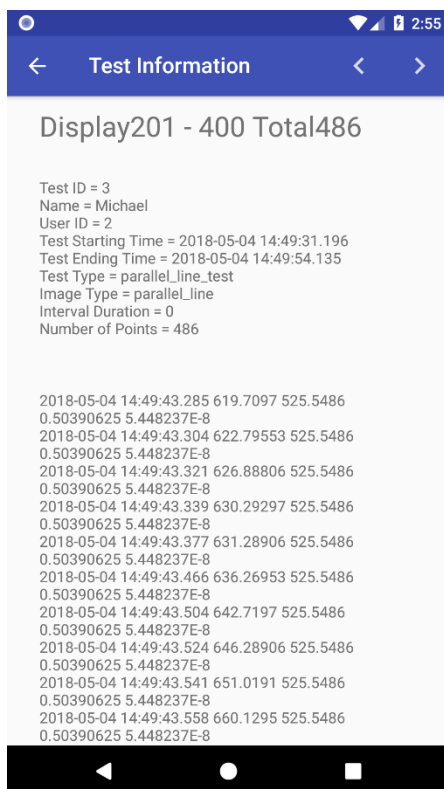 2:55
Test Information
Display201 - 400 Total486
Test ID = 3
Name = Michael
User ID = 2
Test Starting Time = 2018-05-04 14:49:31.196
Test Ending Time = 2018-05-04 14:49:54.135
Test Type = parallel_line_test
Image Type = parallel_line
Interval Duration = 0
Number of Points = 486
2018-05-04 14:49:43.285 619.7097 525.5486
0.50390625 5.448237E-8
2018-05-04 14:49:43.304 622.79553 525.5486
0.50390625 5.448237E-8
2018-05-04 14:49:43.321 626.88806 525.5486
0.50390625 5.448237E-8
2018-05-04 14:49:43.339 630.29297 525.5486
0.50390625 5.448237E-8
2018-05-04 14:49:43.377 631.28906 525.5486
0.50390625 5.448237E-8
2018-05-04 14:49:43.466 636.26953 525.5486
0.50390625 5.448237E-8
2018-05-04 14:49:43.504 642.7197 525.5486
0.50390625 5.448237E-8
2018-05-04 14:49:43.524 646.28906 525.5486
0.50390625 5.448237E-8
2018-05-04 14:49:43.541 651.0191 525.5486
0.50390625 5.448237E-8
2018-05-04 14:49:43.558 660.1295 525.5486
0.50390625 5.448237E-8